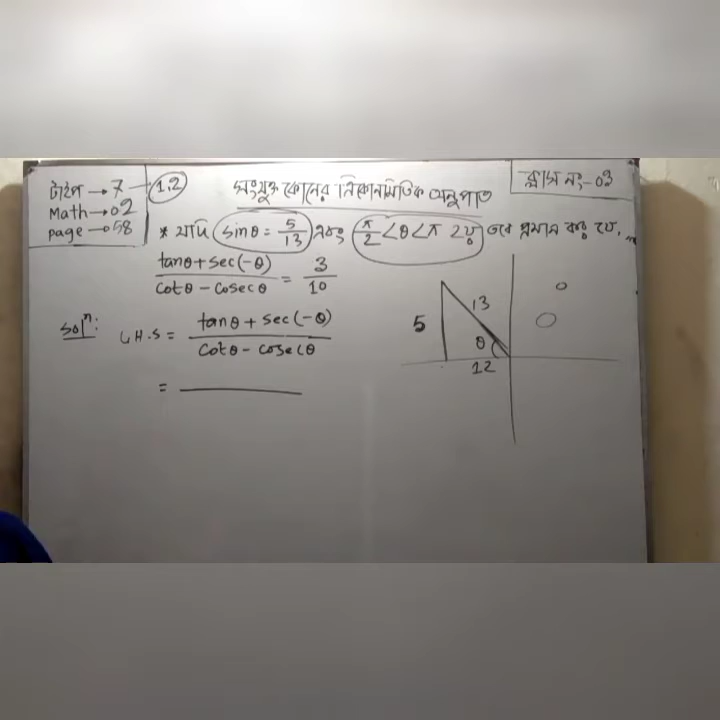 টাইপ → 7 — 1,2
Math → 02
page → 58
সংযুক্ত কোনের ত্রিকোনমিতিক অনুপাত
ক্লাস নং-03
* যদি sinθ = 5/13 এবং π/2 < θ < π হয় তবে প্রমান কর যে,
tanθ + sec(-θ) / cotθ - cosecθ = 3/10
Solⁿ:
L.H.S = tanθ + sec(-θ) / cotθ - cosecθ
=
5
13
θ
12